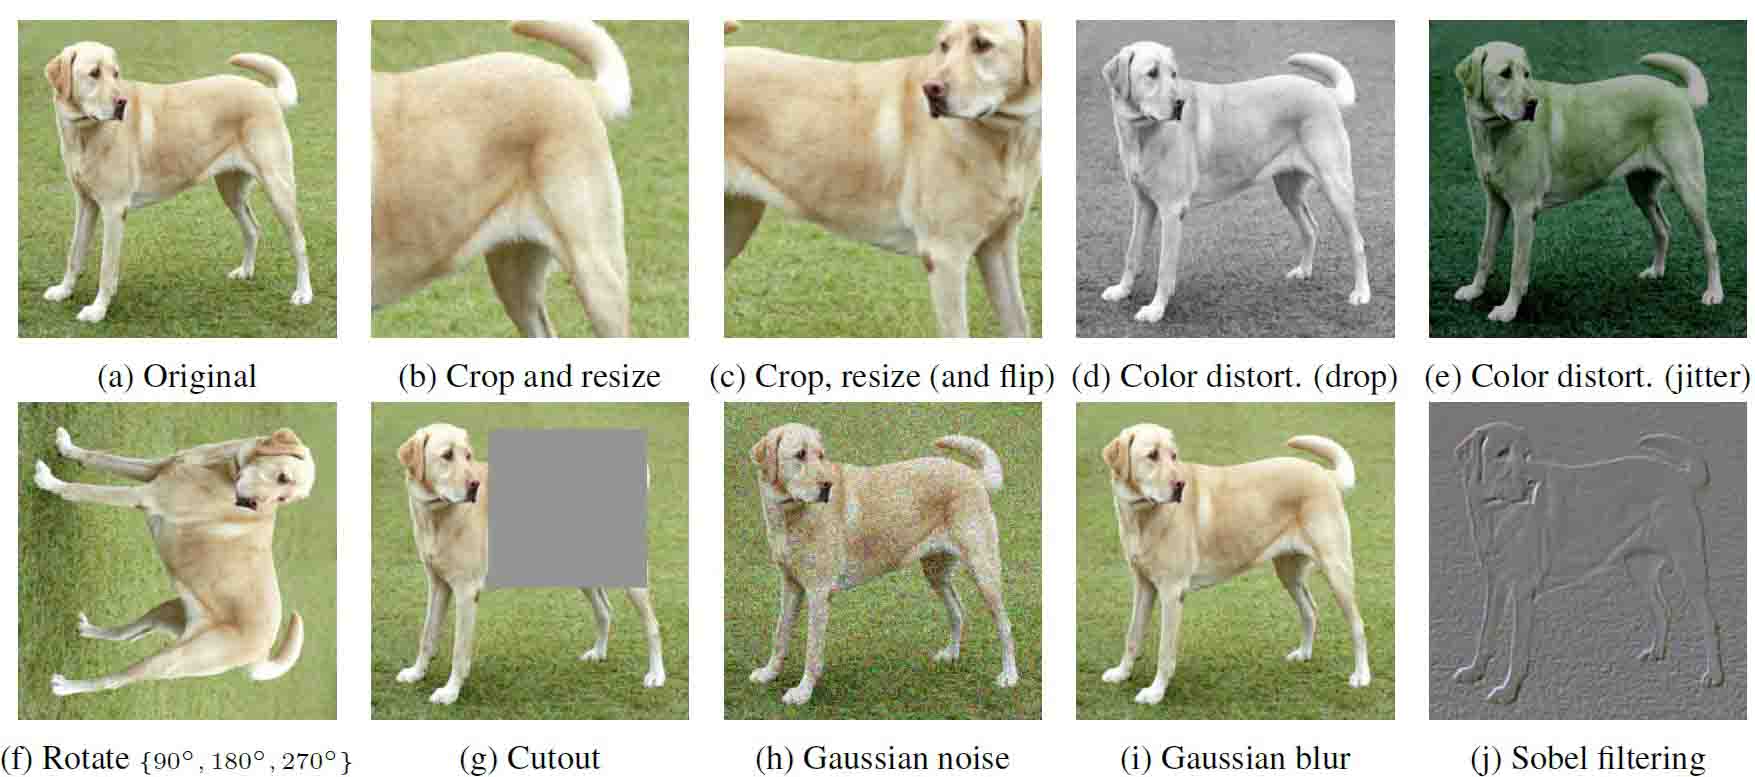 (a) Original
(b) Crop and resize
(c) Crop, resize (and flip)
(d) Color distort. (drop)
(e) Color distort. (jitter)
(f) Rotate {90°, 180°, 270°}
(g) Cutout
(h) Gaussian noise
(i) Gaussian blur
(j) Sobel filtering